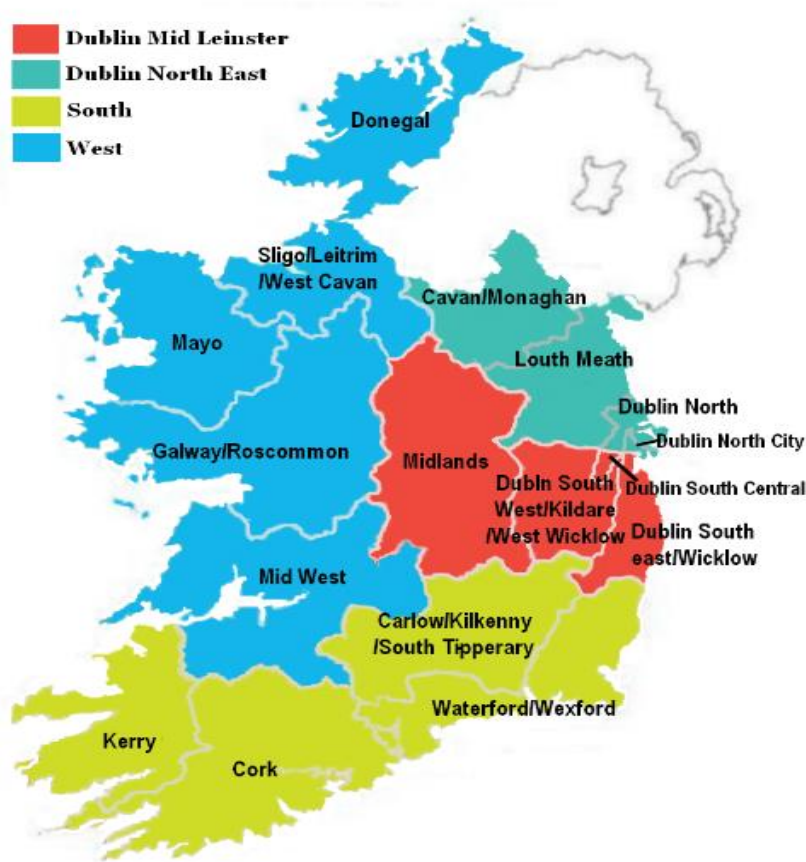 Dublin Mid Leinster
Dublin North East
South
West
Donegal
Sligo/Leitrim
/West Cavan
Cavan/Monaghan
Mayo
Louth Meath
Dublin North
Dublin North City
Galway/Roscommon
Midlands
Dubln South
West/Kildare
/West Wicklow
Dublin South Central
Dublin South
east/Wicklow
Mid West
Carlow/Kilkenny
/South Tipperary
Waterford/Wexford
Kerry
Cork